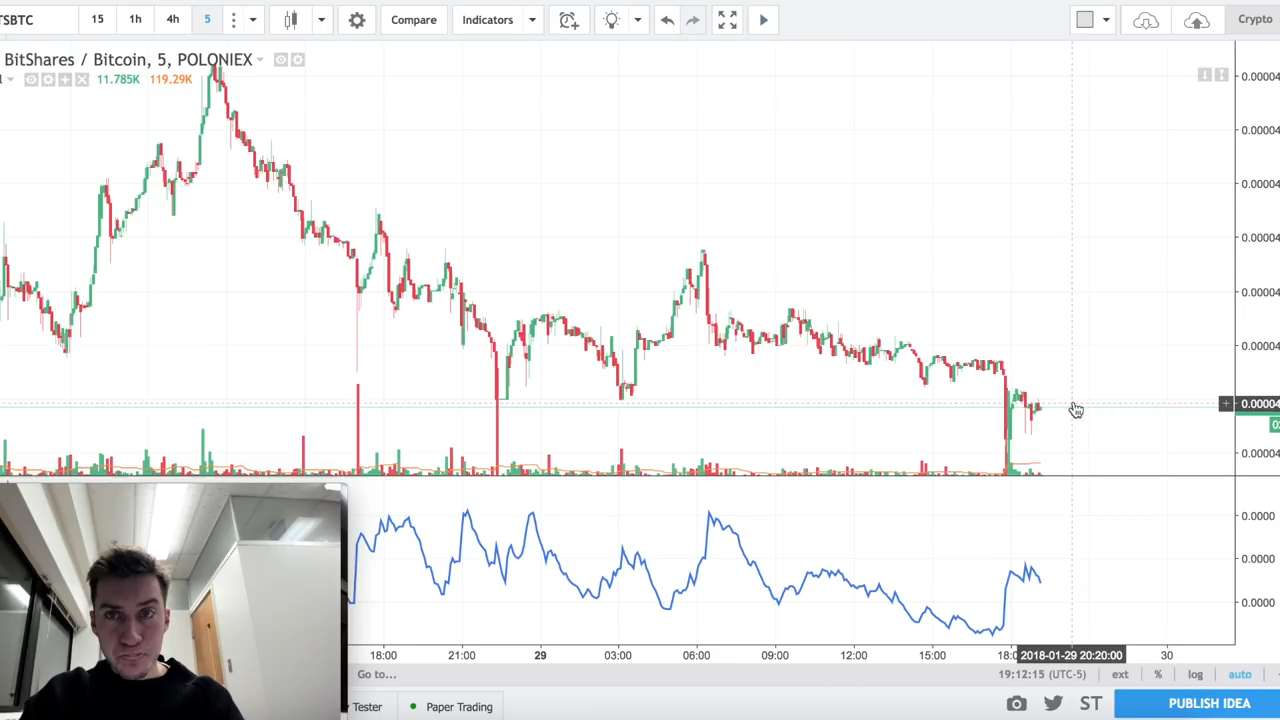 TSBTC 15 1h 4h 5 Compare Indicators Crypto
BitShares / Bitcoin, 5, POLONIEX
11.785K 119.29K
0.00004
0.00004
0.00004
0.00004
0.00004
0.00004
0.00004
0.00004
0.0000
0.0000
0.0000
18:00 21:00 29 03:00 06:00 09:00 12:00 15:00 18:0 2018-01-29 20:20:00 30
Go to... 19:12:15 (UTC-5) ext % log auto
Tester Paper Trading ST PUBLISH IDEA